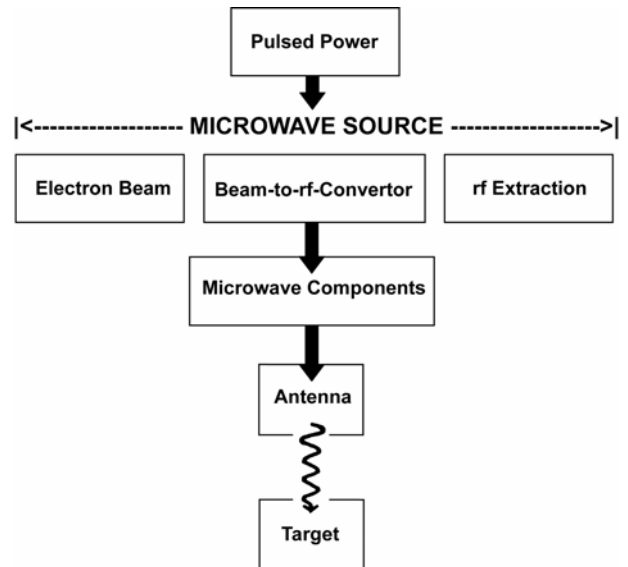 Pulsed Power
|<----------------- MICROWAVE SOURCE ----------------->|
Electron Beam
Beam-to-rf-Convertor
rf Extraction
Microwave Components
Antenna
Target